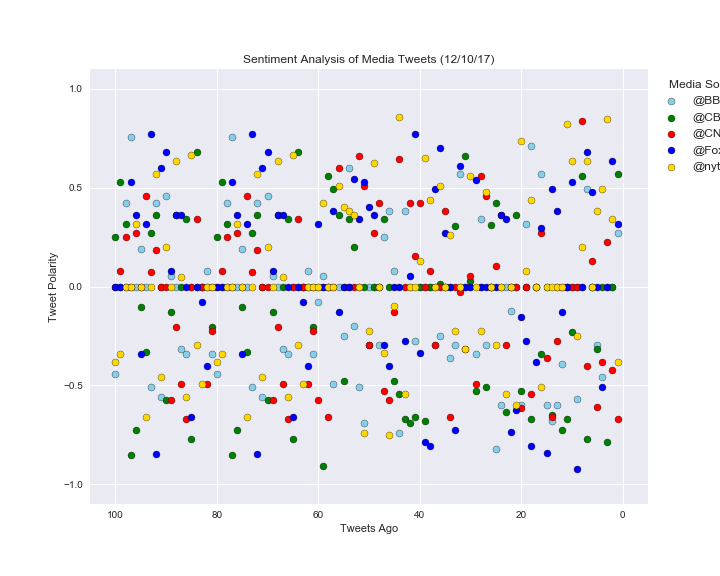 Sentiment Analysis of Media Tweets (12/10/17)
Media So
@BB
@CB
@CN
@Fox
@nyt
1.0
0.5
0.0
−0.5
−1.0
Tweet Polarity
100
80
60
40
20
0
Tweets Ago